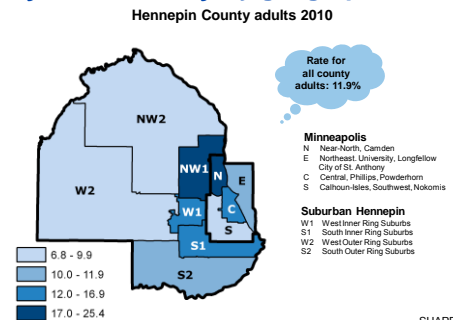 Hennepin County adults 2010
Rate for
all county
adults: 11.9%
NW2
NW1
N
E
W2
W1
C
S
S1
S2
Minneapolis
N Near-North, Camden
E Northeast. University, Longfellow
City of St. Anthony
C Central, Phillips, Powderhorn
S Calhoun-Isles, Southwest, Nokomis
Suburban Hennepin
W1 West Inner Ring Suburbs
S1 South Inner Ring Suburbs
W2 West Outer Ring Suburbs
S2 South Outer Ring Suburbs
6.8 - 9.9
10.0 - 11.9
12.0 - 16.9
17.0 - 25.4